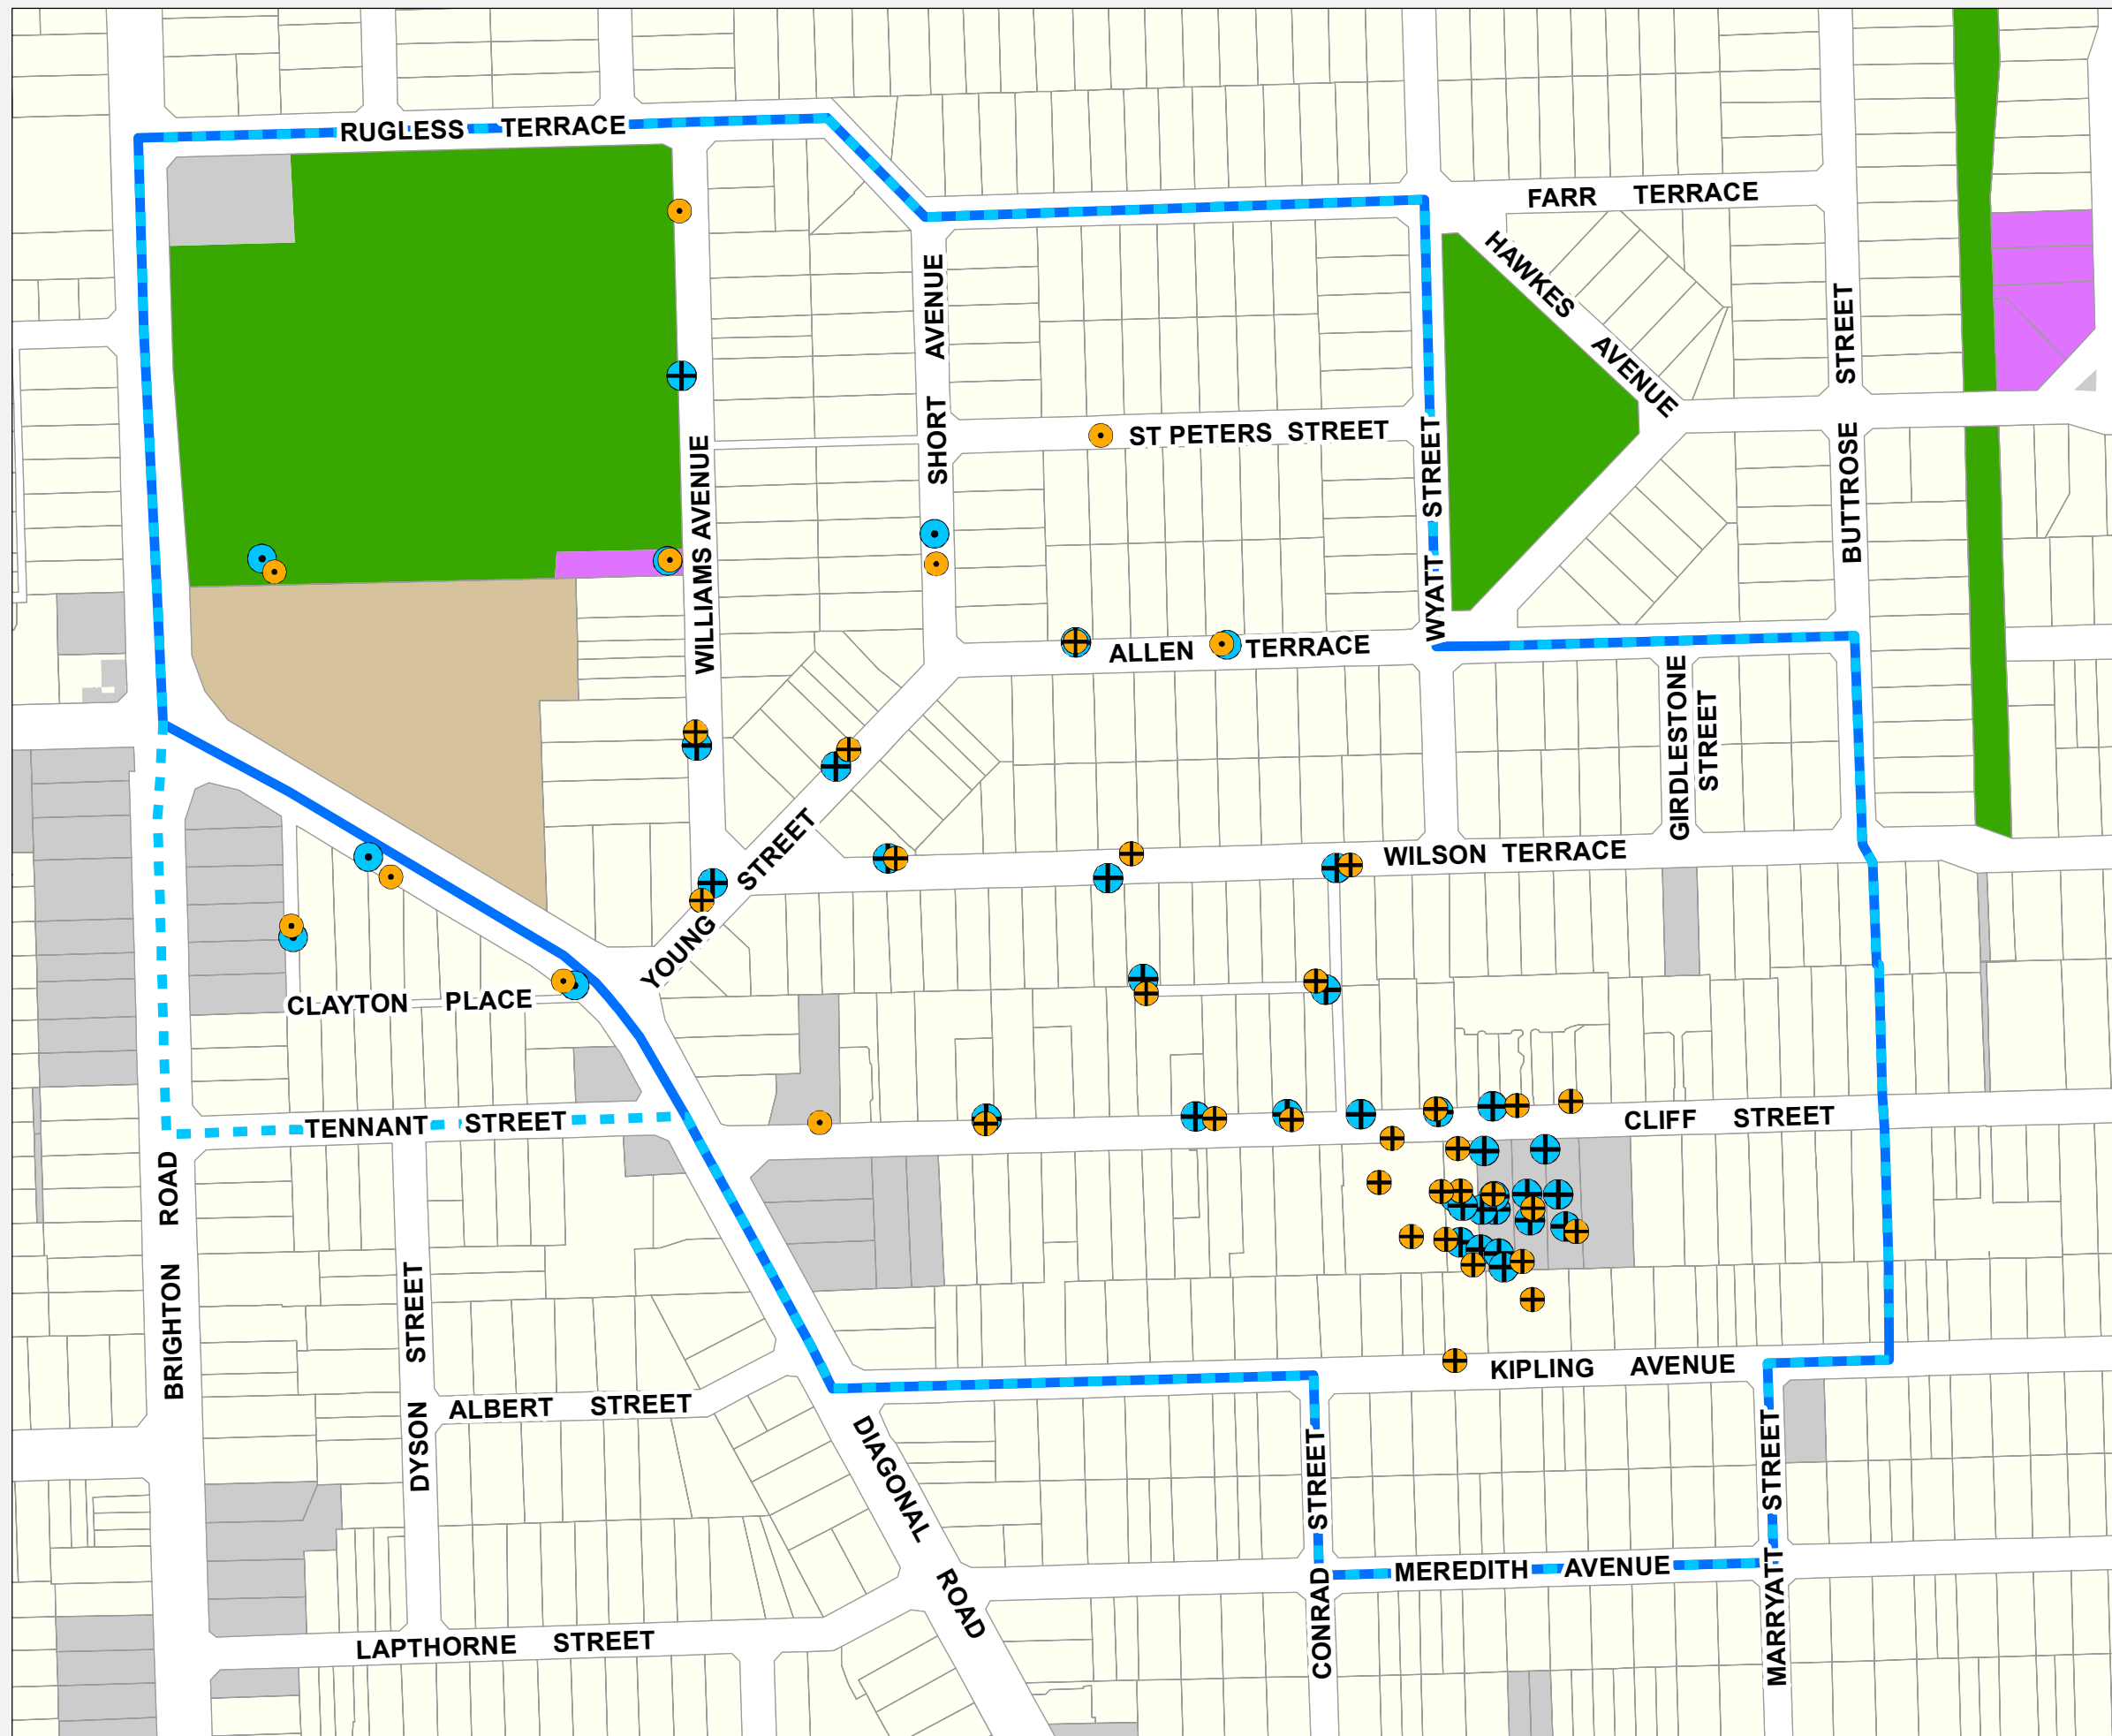 RUGLESS TERRACE
FARR TERRACE
HAWKES AVENUE
SHORT AVENUE
BUTTROSE STREET
ST PETERS STREET
WILLIAMS AVENUE
WYATT STREET
WYATT STREET
ALLEN TERRACE
GIRDLESTONE
STREET
YOUNG STREET
WILSON TERRACE
CLAYTON PLACE
TENNANT STREET
CLIFF STREET
BRIGHTON ROAD
DYSON STREET
KIPLING AVENUE
ALBERT STREET
DIAGONAL ROAD
CONRAD STREET
MARRYATT STREET
MEREDITH AVENUE
LAPTHORNE STREET